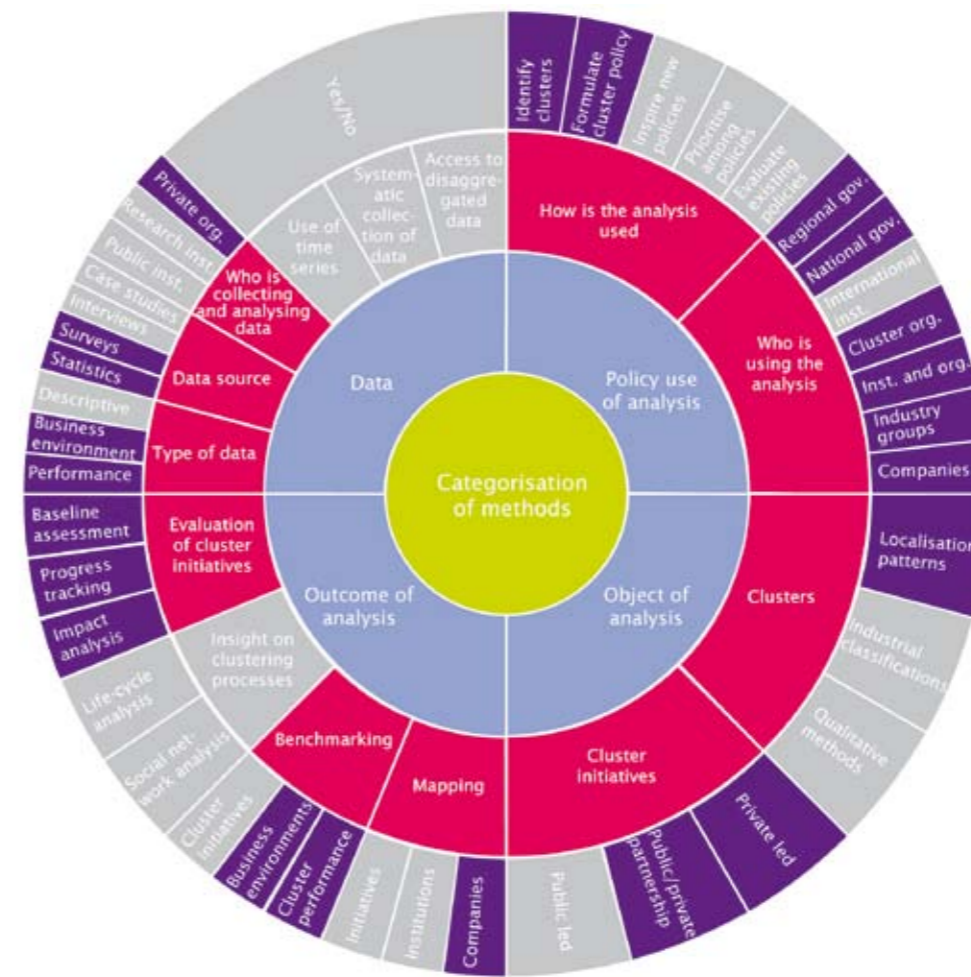 Categorisation
of methods
Policy use
of analysis
How is the analysis
used
Identify
clusters
Formulate
cluster policy
Inspire new
policies
Prioritise
among
policies
Evaluate
existing
policies
Who is
using the
analysis
Regional gov.
National gov.
International
inst.
Cluster org.
Inst. and org.
Industry
groups
Companies
Object of
analysis
Clusters
Localisation
patterns
Industrial
classifications
Qualitative
methods
Cluster
initiatives
Private led
Public/private
partnership
Public led
Outcome of
analysis
Mapping
Companies
Institutions
Initiatives
Benchmarking
Cluster
performance
Business
environments
Cluster
initiatives
Insight on
clustering
processes
Social net-
work analysis
Life-cycle
analysis
Evaluation
of cluster
initiatives
Impact
analysis
Progress
tracking
Baseline
assessment
Data
Type of data
Performance
Business
environment
Descriptive
Data source
Statistics
Surveys
Interviews
Case studies
Who is
collecting
and analysing
data
Public inst.
Research inst
Private org.
Use of
time
series
System-
atic
collec-
tion of
data
Access to
disaggre-
gated
data
Yes/No